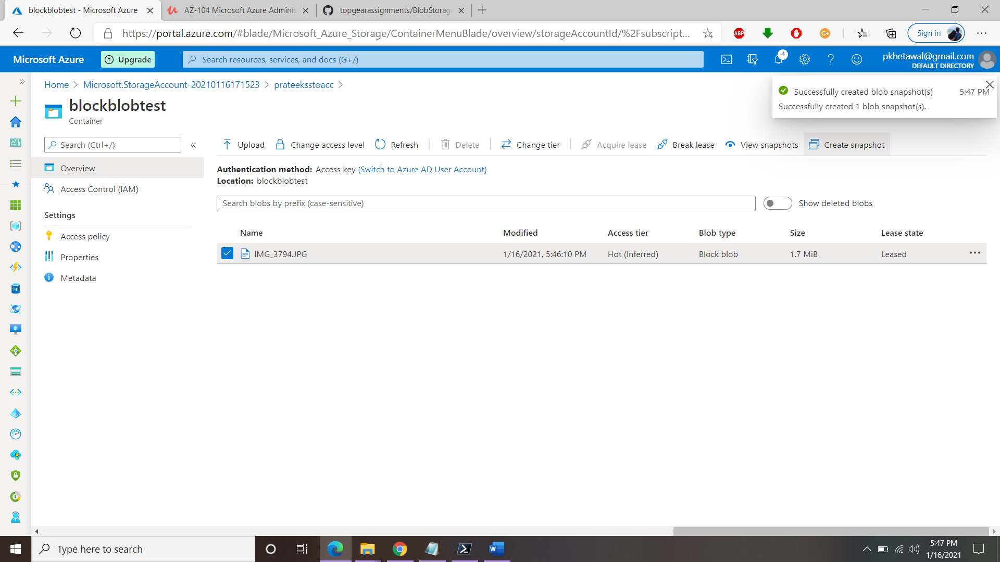 blockblobtest - Microsoft Azure
AZ-104 Microsoft Azure Adminis
topgearassignments/BlobStorag
https://portal.azure.com/#blade/Microsoft_Azure_Storage/ContainerMenuBlade/overview/storageAccountId/%2Fsubscript...
ABP
C+
Sign in
Microsoft Azure
Upgrade
Search resources, services, and docs (G+/)
4
pkhetawal@gmail.com
DEFAULT DIRECTORY
Home > Microsoft.StorageAccount-20210116171523 > prateeksstoacc >
Successfully created blob snapshot(s) 5:47 PM
Successfully created 1 blob snapshot(s).
blockblobtest
Container
Search (Ctrl+/)
«
Upload
Change access level
Refresh
Delete
Change tier
Acquire lease
Break lease
View snapshots
Create snapshot
Overview
Access Control (IAM)
Settings
Access policy
Properties
Metadata
SQL
Authentication method: Access key (Switch to Azure AD User Account)
Location: blockblobtest
Search blobs by prefix (case-sensitive)
Show deleted blobs
Name Modified Access tier Blob type Size Lease state
IMG_3794.JPG 1/16/2021, 5:46:10 PM Hot (Inferred) Block blob 1.7 MiB Leased
Type here to search
5:47 PM
1/16/2021